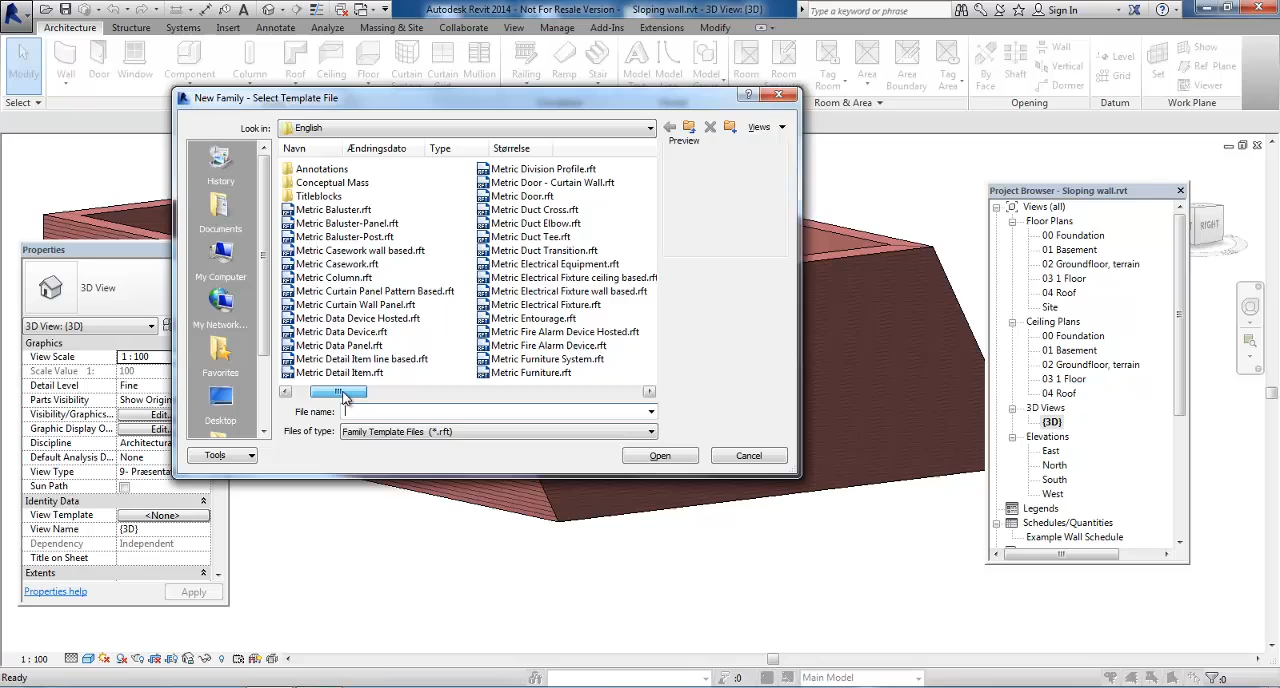 Autodesk Revit 2014 - Not For Resale Version - Sloping wall.rvt - 3D View: {3D}
Type a keyword or phrase
Sign In
Architecture Structure Systems Insert Annotate Analyze Massing & Site Collaborate View Manage Add-Ins Extensions Modify
Modify Wall Door Window Component Column Roof Ceiling Floor Curtain Curtain Mullion Railing Ramp Stair Model Model Model Room Room Tag Area Area Tag By Shaft Wall Level Set Show
Room Separator
Room Area Boundary Area Face Vertical Grid Ref Plane
Dormer Viewer
Select Room & Area Opening Datum Work Plane
New Family - Select Template File
Look in: English
Views
Preview
Navn Ændringsdato Type Størrelse
History
Documents
My Computer
My Network...
Favorites
Desktop
Annotations
Conceptual Mass
Titleblocks
Metric Baluster.rft
Metric Baluster-Panel.rft
Metric Baluster-Post.rft
Metric Casework wall based.rft
Metric Casework.rft
Metric Column.rft
Metric Curtain Panel Pattern Based.rft
Metric Curtain Wall Panel.rft
Metric Data Device Hosted.rft
Metric Data Device.rft
Metric Data Panel.rft
Metric Detail Item line based.rft
Metric Detail Item.rft
Metric Division Profile.rft
Metric Door - Curtain Wall.rft
Metric Door.rft
Metric Duct Cross.rft
Metric Duct Elbow.rft
Metric Duct Tee.rft
Metric Duct Transition.rft
Metric Electrical Equipment.rft
Metric Electrical Fixture ceiling based.rft
Metric Electrical Fixture wall based.rft
Metric Electrical Fixture.rft
Metric Entourage.rft
Metric Fire Alarm Device Hosted.rft
Metric Fire Alarm Device.rft
Metric Furniture System.rft
Metric Furniture.rft
File name:
Files of type: Family Template Files (*.rft)
Tools Open Cancel
Properties
3D View
3D View: {3D}
Graphics
View Scale 1 : 100
Scale Value 1: 100
Detail Level Fine
Parts Visibility Show Origin
Visibility/Graphics... Edit..
Graphic Display O... Edit..
Discipline Architectura
Default Analysis D... None
View Type 9- Præsenta
Sun Path
Identity Data
View Template <None>
View Name {3D}
Dependency Independent
Title on Sheet
Extents
Properties help Apply
Project Browser - Sloping wall.rvt
Views (all)
Floor Plans
00 Foundation
01 Basement
02 Groundfloor, terrain
03 1 Floor
04 Roof
Site
Ceiling Plans
00 Foundation
01 Basement
02 Groundfloor, terrain
03 1 Floor
04 Roof
3D Views
{3D}
Elevations
East
North
South
West
Legends
Schedules/Quantities
Example Wall Schedule
RIGHT
1 : 100
Ready
:0 Main Model :0